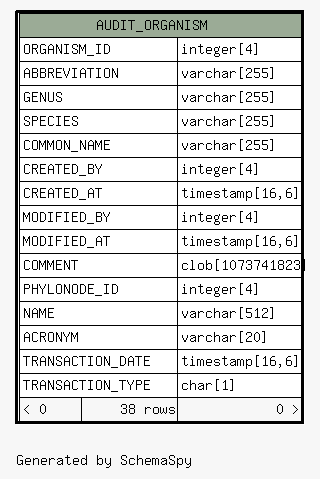 AUDIT_ORGANISM
ORGANISM_ID integer[4]
ABBREVIATION varchar[255]
GENUS varchar[255]
SPECIES varchar[255]
COMMON_NAME varchar[255]
CREATED_BY integer[4]
CREATED_AT timestamp[16,6]
MODIFIED_BY integer[4]
MODIFIED_AT timestamp[16,6]
COMMENT clob[1073741823]
PHYLONODE_ID integer[4]
NAME varchar[512]
ACRONYM varchar[20]
TRANSACTION_DATE timestamp[16,6]
TRANSACTION_TYPE char[1]
< 0 38 rows 0 >
Generated by SchemaSpy